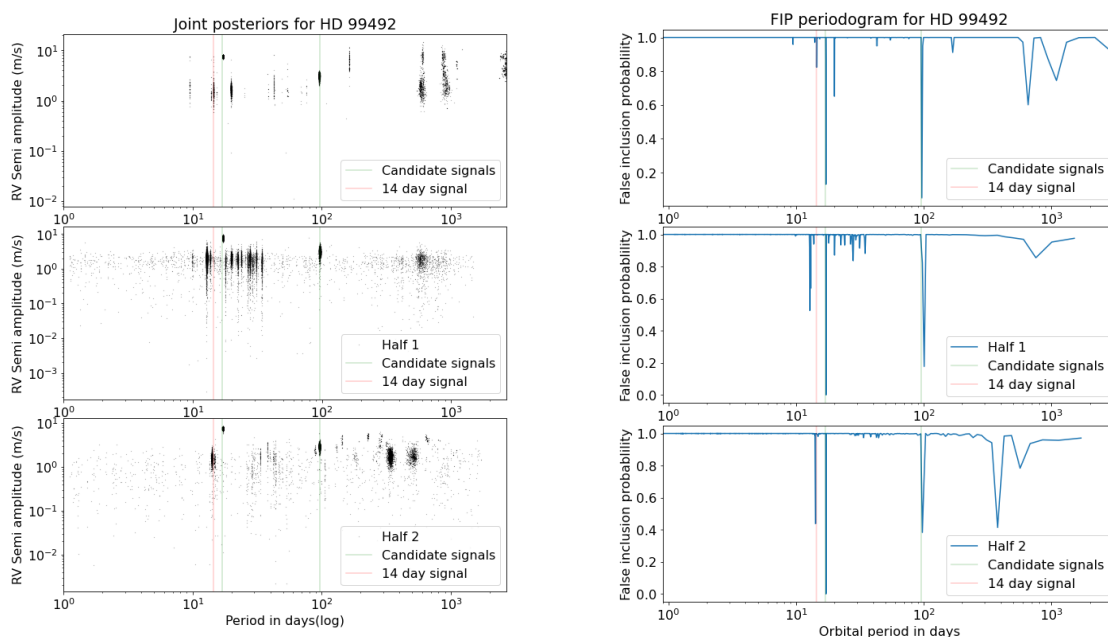 Joint posteriors for HD 99492
RV Semi amplitude (m/s)
10^1
10^0
10^-1
10^-2
Candidate signals
14 day signal
10^0
10^1
10^2
10^3
RV Semi amplitude (m/s)
10^1
10^0
10^-1
10^-2
10^-3
Half 1
Candidate signals
14 day signal
10^0
10^1
10^2
10^3
RV Semi amplitude (m/s)
10^1
10^0
10^-1
10^-2
Half 2
Candidate signals
14 day signal
10^0
10^1
10^2
10^3
Period in days(log)
FIP periodogram for HD 99492
False inclusion probablility
1.0
0.8
0.6
0.4
0.2
Candidate signals
14 day signal
10^0
10^1
10^2
10^3
False inclusion probablility
1.0
0.8
0.6
0.4
0.2
0.0
Half 1
Candidate signals
14 day signal
10^0
10^1
10^2
10^3
False inclusion probablility
1.0
0.8
0.6
0.4
0.2
0.0
Half 2
Candidate signals
14 day signal
10^0
10^1
10^2
10^3
Orbital period in days